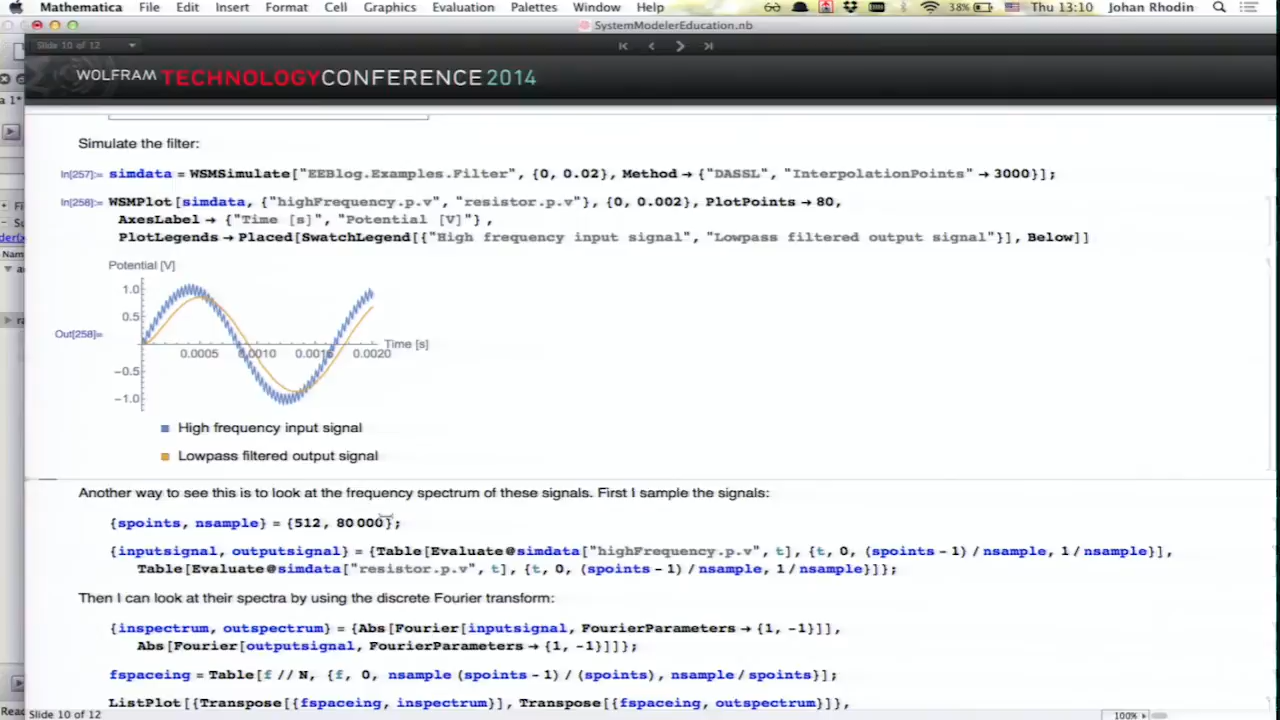 Mathematica File Edit Insert Format Cell Graphics Evaluation Palettes Window Help 38% Thu 13:10 Johan Rhodin
SystemModelerEducation.nb
Slide 10 of 12
WOLFRAM TECHNOLOGYCONFERENCE 2014
Simulate the filter:
In[257]:= simdata = WSMSimulate["EEBlog.Examples.Filter", {0, 0.02}, Method → {"DASSL", "InterpolationPoints" → 3000}];
In[258]:= WSMPlot[simdata, {"highFrequency.p.v", "resistor.p.v"}, {0, 0.002}, PlotPoints → 80,
AxesLabel → {"Time [s]", "Potential [V]"},
PlotLegends → Placed[SwatchLegend[{"High frequency input signal", "Lowpass filtered output signal"}], Below]]
Potential [V]
1.0
0.5
Out[258]=
Time [s]
0.0005 0.0010 0.0015 0.0020
-0.5
-1.0
High frequency input signal
Lowpass filtered output signal
Another way to see this is to look at the frequency spectrum of these signals. First I sample the signals:
{spoints, nsample} = {512, 80 000};
{inputsignal, outputsignal} = {Table[Evaluate@simdata["highFrequency.p.v", t], {t, 0, (spoints - 1) / nsample, 1 / nsample}],
Table[Evaluate@simdata["resistor.p.v", t], {t, 0, (spoints - 1) / nsample, 1 / nsample}]};
Then I can look at their spectra by using the discrete Fourier transform:
{inspectrum, outspectrum} = {Abs[Fourier[inputsignal, FourierParameters → {1, -1}]],
Abs[Fourier[outputsignal, FourierParameters → {1, -1}]]};
fspaceing = Table[f // N, {f, 0, nsample (spoints - 1) / (spoints), nsample / spoints}];
ListPlot[{Transpose[{fspaceing, inspectrum}], Transpose[{fspaceing, outspectrum}]},
Slide 10 of 12
100%